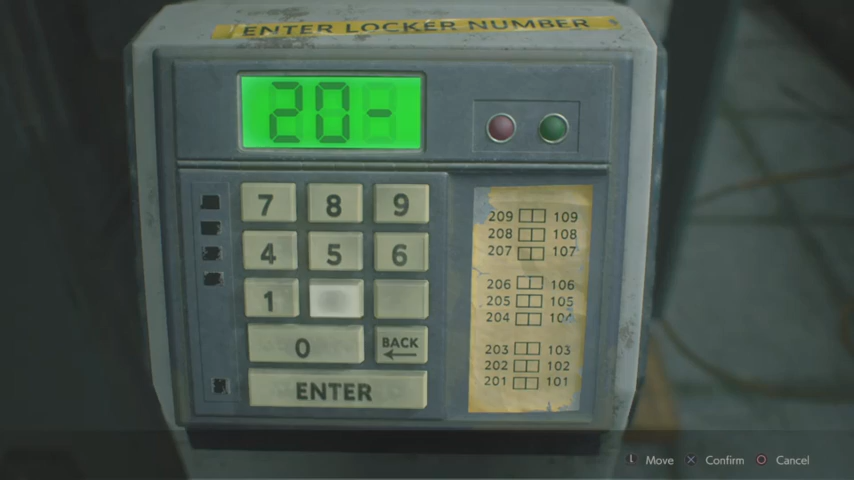 ENTER LOCKER NUMBER
20-
7 8 9
4 5 6
1
0 BACK
ENTER
209 109
208 108
207 107
206 106
205 105
204 104
203 103
202 102
201 101
Move Confirm Cancel